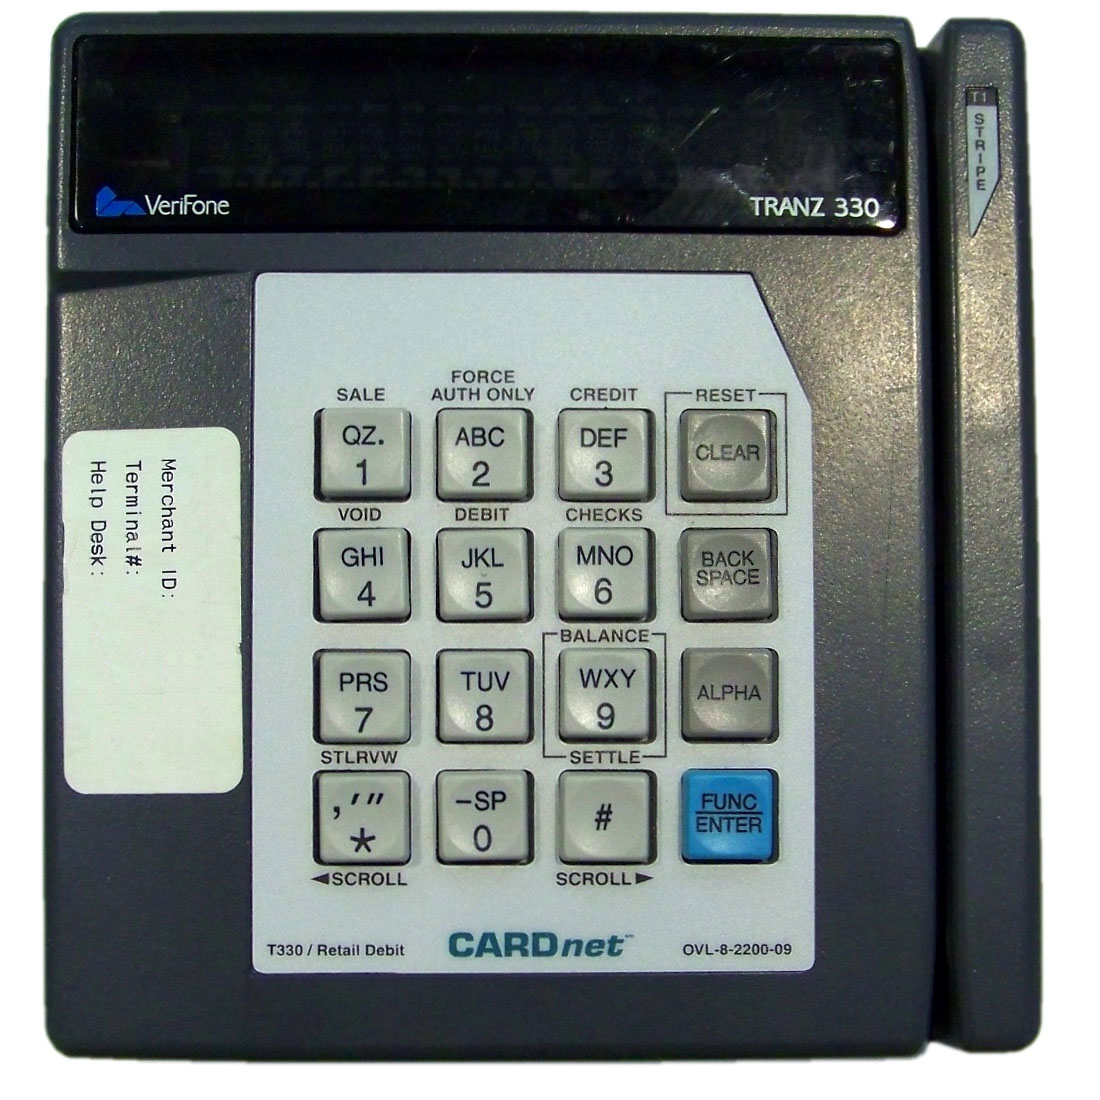 VeriFone
TRANZ 330
T1
STRIPE
FORCE
SALE AUTH ONLY CREDIT RESET
QZ. ABC DEF CLEAR
1 2 3
VOID DEBIT CHECKS
GHI JKL MNO BACK
4 5 6 SPACE
BALANCE
PRS TUV WXY ALPHA
7 8 9
STLRVW SETTLE
,'" -SP # FUNC
* 0 ENTER
◄SCROLL SCROLL►
T330 / Retail Debit CARDnet™ OVL-8-2200-09
Merchant ID:
Terminal#:
Help Desk: